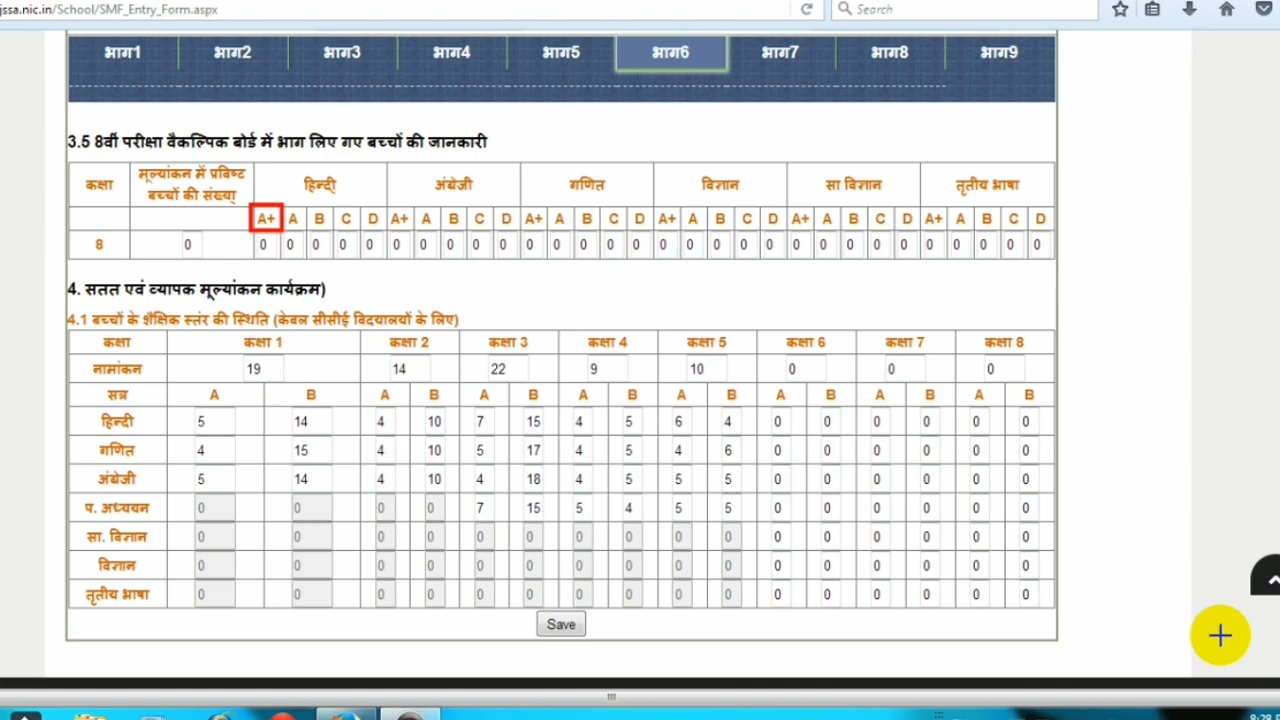 jssa.nic.in/School/SMF_Entry_Form.aspx Search
भाग1 भाग2 भाग3 भाग4 भाग5 भाग6 भाग7 भाग8 भाग9
3.5 8वीं परीक्षा वैकल्पिक बोर्ड में भाग लिए गए बच्चों की जानकारी
कक्षा मूल्यांकन में प्रविष्ट बच्चों की संख्या हिन्दी अंग्रेजी गणित विज्ञान सा विज्ञान तृतीय भाषा
A+ A B C D A+ A B C D A+ A B C D A+ A B C D A+ A B C D A+ A B C D
8 0 0 0 0 0 0 0 0 0 0 0 0 0 0 0 0 0 0 0 0 0 0 0 0 0 0 0 0 0 0 0
4. सतत एवं व्यापक मूल्यांकन कार्यक्रम)
4.1 बच्चों के शैक्षिक स्तर की स्थिति (केवल सीसीई विदयालयों के लिए)
कक्षा कक्षा 1 कक्षा 2 कक्षा 3 कक्षा 4 कक्षा 5 कक्षा 6 कक्षा 7 कक्षा 8
नामांकन 19 14 22 9 10 0 0 0
सत्र A B A B A B A B A B A B A B A B
हिन्दी 5 14 4 10 7 15 4 5 6 4 0 0 0 0 0 0
गणित 4 15 4 10 5 17 4 5 4 6 0 0 0 0 0 0
अंग्रेजी 5 14 4 10 4 18 4 5 5 5 0 0 0 0 0 0
प. अध्ययन 0 0 0 0 7 15 5 4 5 5 0 0 0 0 0 0
सा. विज्ञान 0 0 0 0 0 0 0 0 0 0 0 0 0 0 0 0
विज्ञान 0 0 0 0 0 0 0 0 0 0 0 0 0 0 0 0
तृतीय भाषा 0 0 0 0 0 0 0 0 0 0 0 0 0 0 0 0
Save